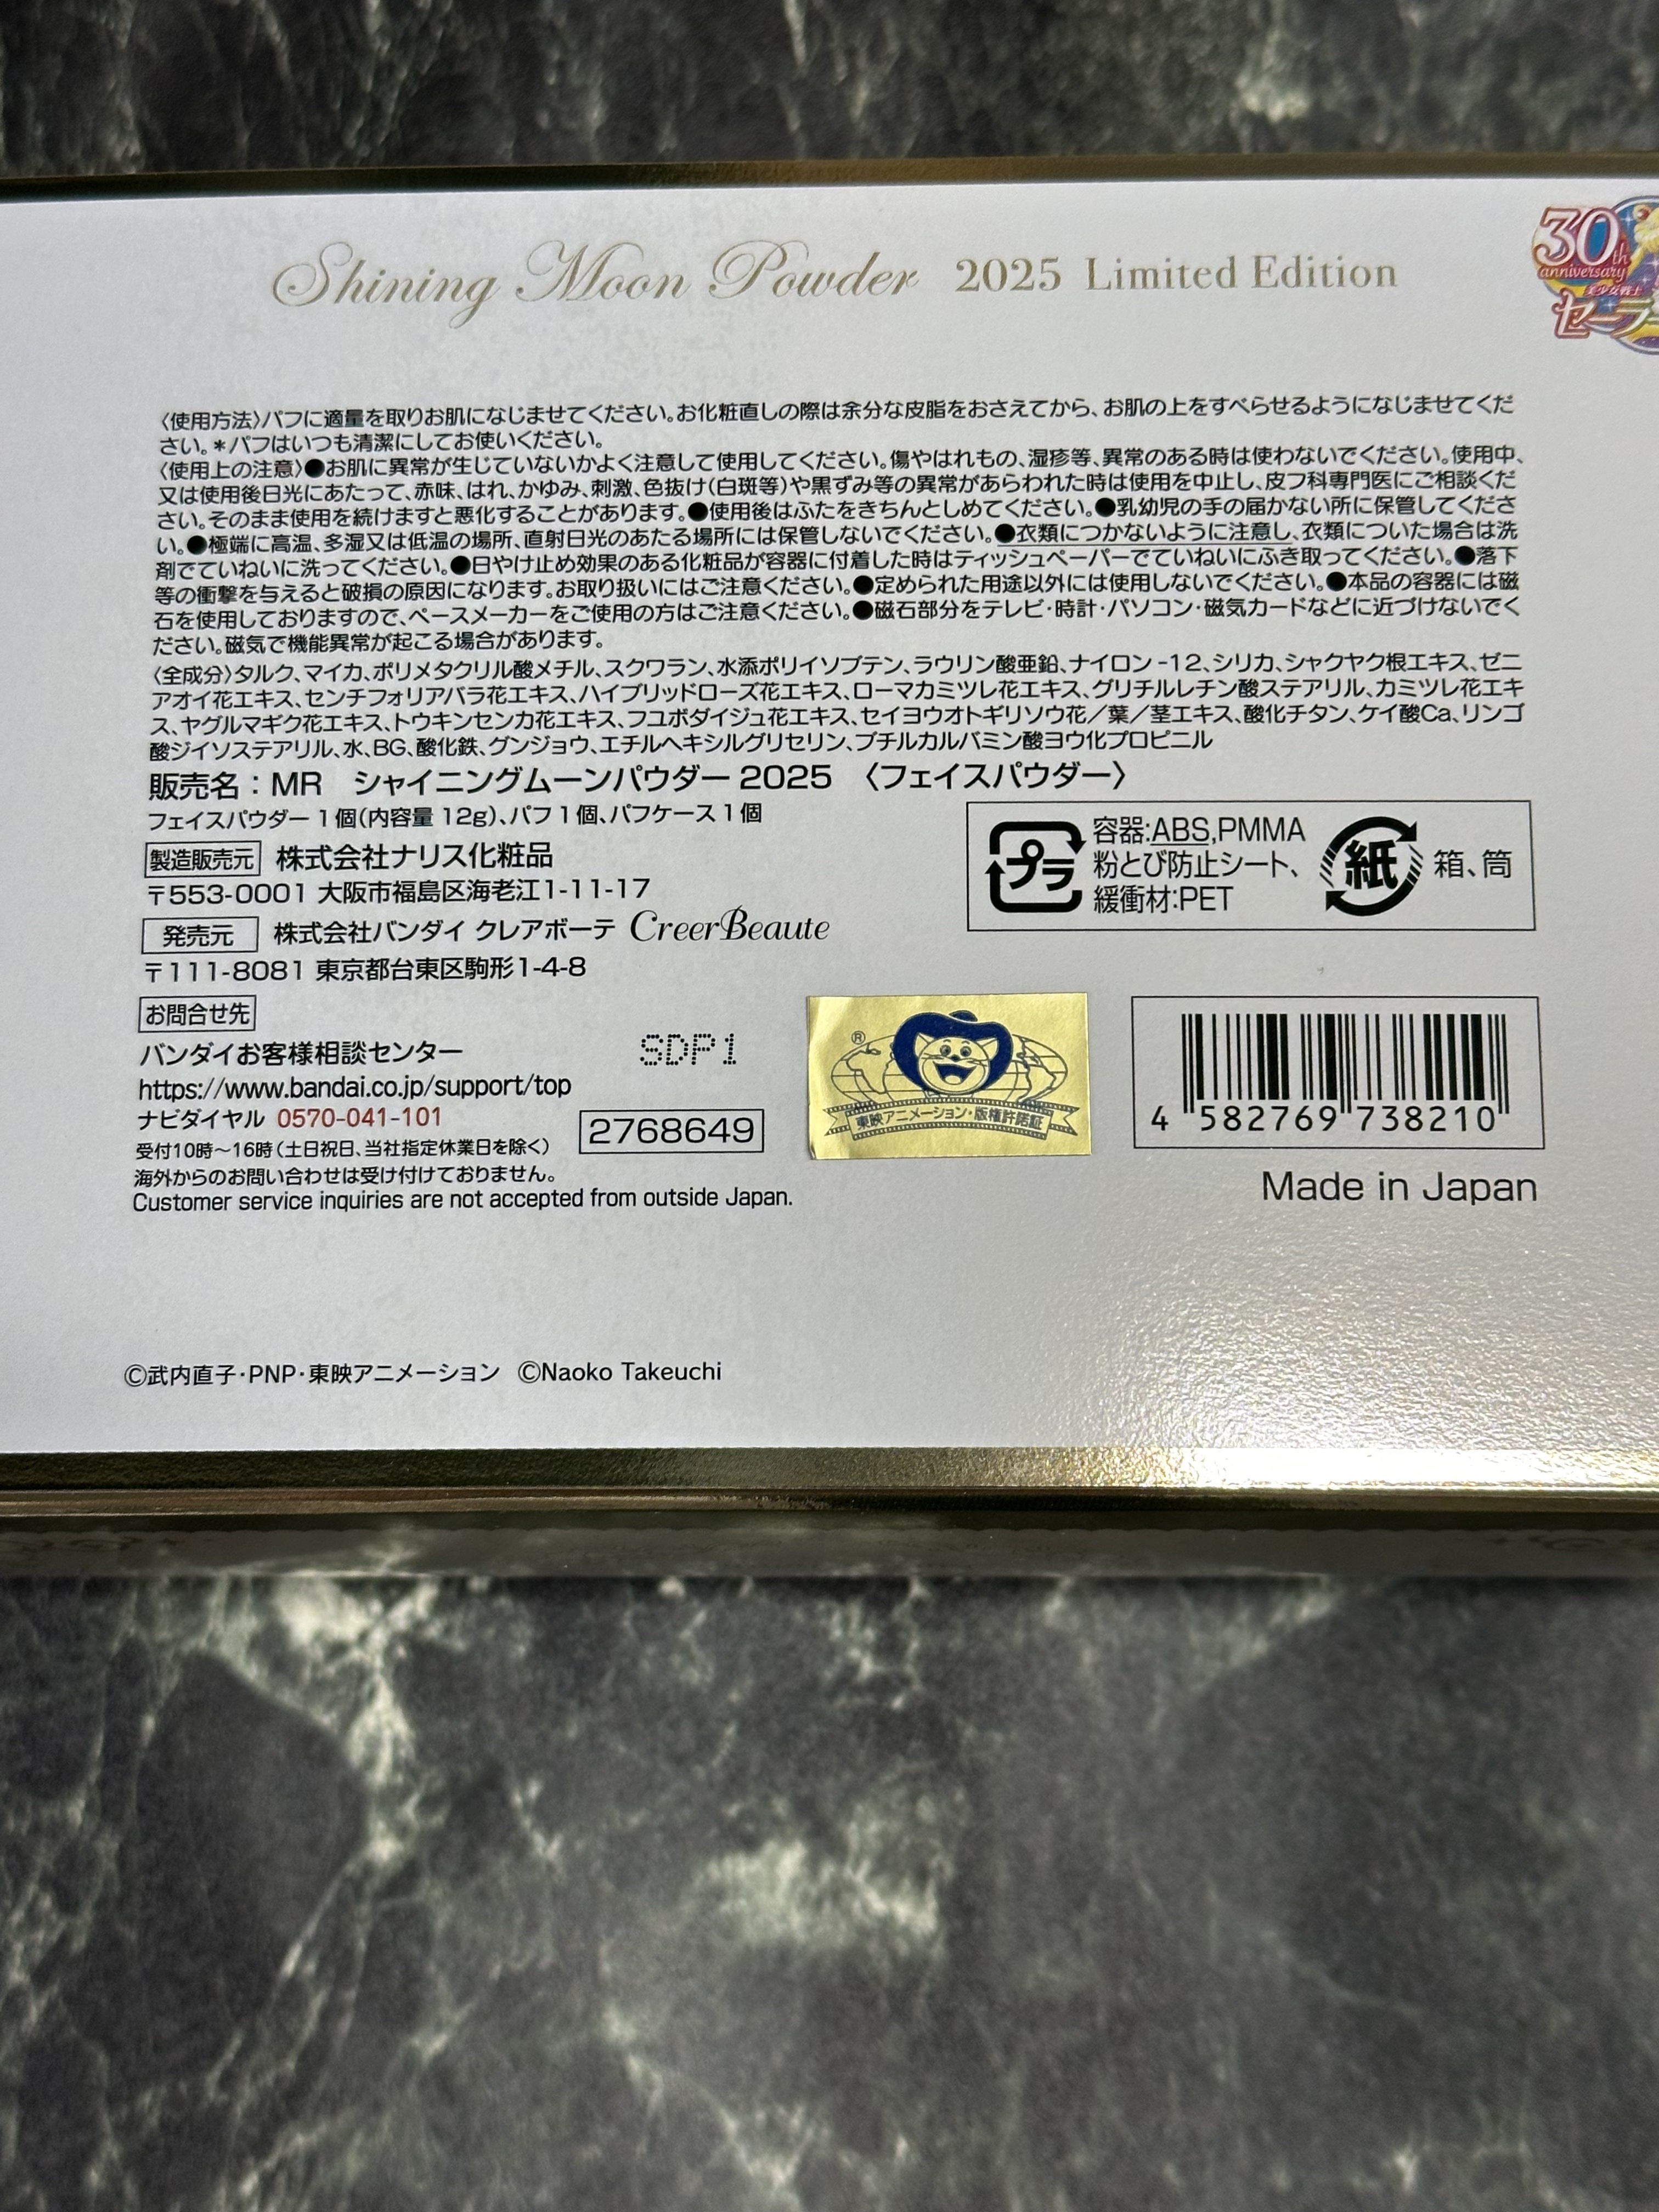 Shining Moon Powder 2025 Limited Edition
30th
anniversary
美少女戦士
セーラー
〈使用方法〉パフに適量を取りお肌になじませてください。お化粧直しの際は余分な皮脂をおさえてから、お肌の上をすべらせるようになじませてくだ
さい。＊パフはいつも清潔にしてお使いください。
〈使用上の注意〉●お肌に異常が生じていないかよく注意して使用してください。傷やはれもの、湿疹等、異常のある時は使わないでください。使用中、
又は使用後日光にあたって、赤味、はれ、かゆみ、刺激、色抜け(白斑等)や黒ずみ等の異常があらわれた時は使用を中止し、皮フ科専門医にご相談くだ
さい。そのまま使用を続けますと悪化することがあります。●使用後はふたをきちんとしめてください。●乳幼児の手の届かない所に保管してくださ
い。●極端に高温、多湿又は低温の場所、直射日光のあたる場所には保管しないでください。●衣類につかないように注意し、衣類についた場合は洗
剤でていねいに洗ってください。●日やけ止め効果のある化粧品が容器に付着した時はティッシュペーパーでていねいにふき取ってください。●落下
等の衝撃を与えると破損の原因になります。お取り扱いにはご注意ください。●定められた用途以外には使用しないでください。●本品の容器には磁
石を使用しておりますので、ペースメーカーをご使用の方はご注意ください。●磁石部分をテレビ・時計・パソコン・磁気カードなどに近づけないでく
ださい。磁気で機能異常が起こる場合があります。
〈全成分〉タルク、マイカ、ポリメタクリル酸メチル、スクワラン、水添ポリイソブテン、ラウリン酸亜鉛、ナイロン-12、シリカ、シャクヤク根エキス、ゼニ
アオイ花エキス、センチフォリアバラ花エキス、ハイブリッドローズ花エキス、ローマカミツレ花エキス、グリチルレチン酸ステアリル、カミツレ花エキ
ス、ヤグルマギク花エキス、トウキンセンカ花エキス、フユボダイジュ花エキス、セイヨウオトギリソウ花／葉／茎エキス、酸化チタン、ケイ酸Ca、リンゴ
酸ジイソステアリル、水、BG、酸化鉄、グンジョウ、エチルヘキシルグリセリン、ブチルカルバミン酸ヨウ化プロピニル
販売名：MR　シャイニングムーンパウダー2025　〈フェイスパウダー〉
フェイスパウダー1個(内容量12g)、パフ1個、パフケース1個
製造販売元 株式会社ナリス化粧品
〒553-0001 大阪市福島区海老江1-11-17
発売元 株式会社バンダイ クレアボーテ CreerBeaute
〒111-8081 東京都台東区駒形1-4-8
プラ 容器:ABS,PMMA
粉とび防止シート、
緩衝材:PET
紙 箱、筒
お問合せ先
バンダイお客様相談センター
https://www.bandai.co.jp/support/top
ナビダイヤル 0570-041-101
受付10時～16時(土日祝日、当社指定休業日を除く)
海外からのお問い合わせは受け付けておりません。
Customer service inquiries are not accepted from outside Japan.
SDP1
2768649
®
東映アニメーション・版権許諾証
4 582769 738210
Made in Japan
©武内直子・PNP・東映アニメーション ©Naoko Takeuchi